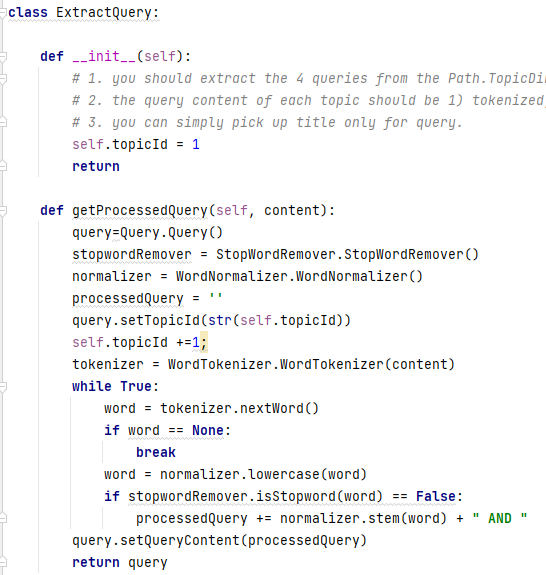 class ExtractQuery:
def __init__(self):
# 1. you should extract the 4 queries from the
# 2. the query content of each topic should be 1) tokenized,
# 3. you can simply pick up title only for query.
self.topicId = 1
return
def getProcessedQuery(self, content):
query=Query.Query()
stopwordRemover = StopWordRemover.StopWordRemover()
normalizer = WordNormalizer.WordNormalizer()
processedQuery = ''
query.setTopicId(str(self.topicId))
self.topicId +=1;
tokenizer = WordTokenizer.WordTokenizer(content)
while True:
word = tokenizer.nextWord()
if word == None:
break
word = normalizer.lowercase(word)
if stopwordRemover.isStopword(word) == False:
processedQuery += normalizer.stem(word) + " AND "
query.setQueryContent(processedQuery)
return query